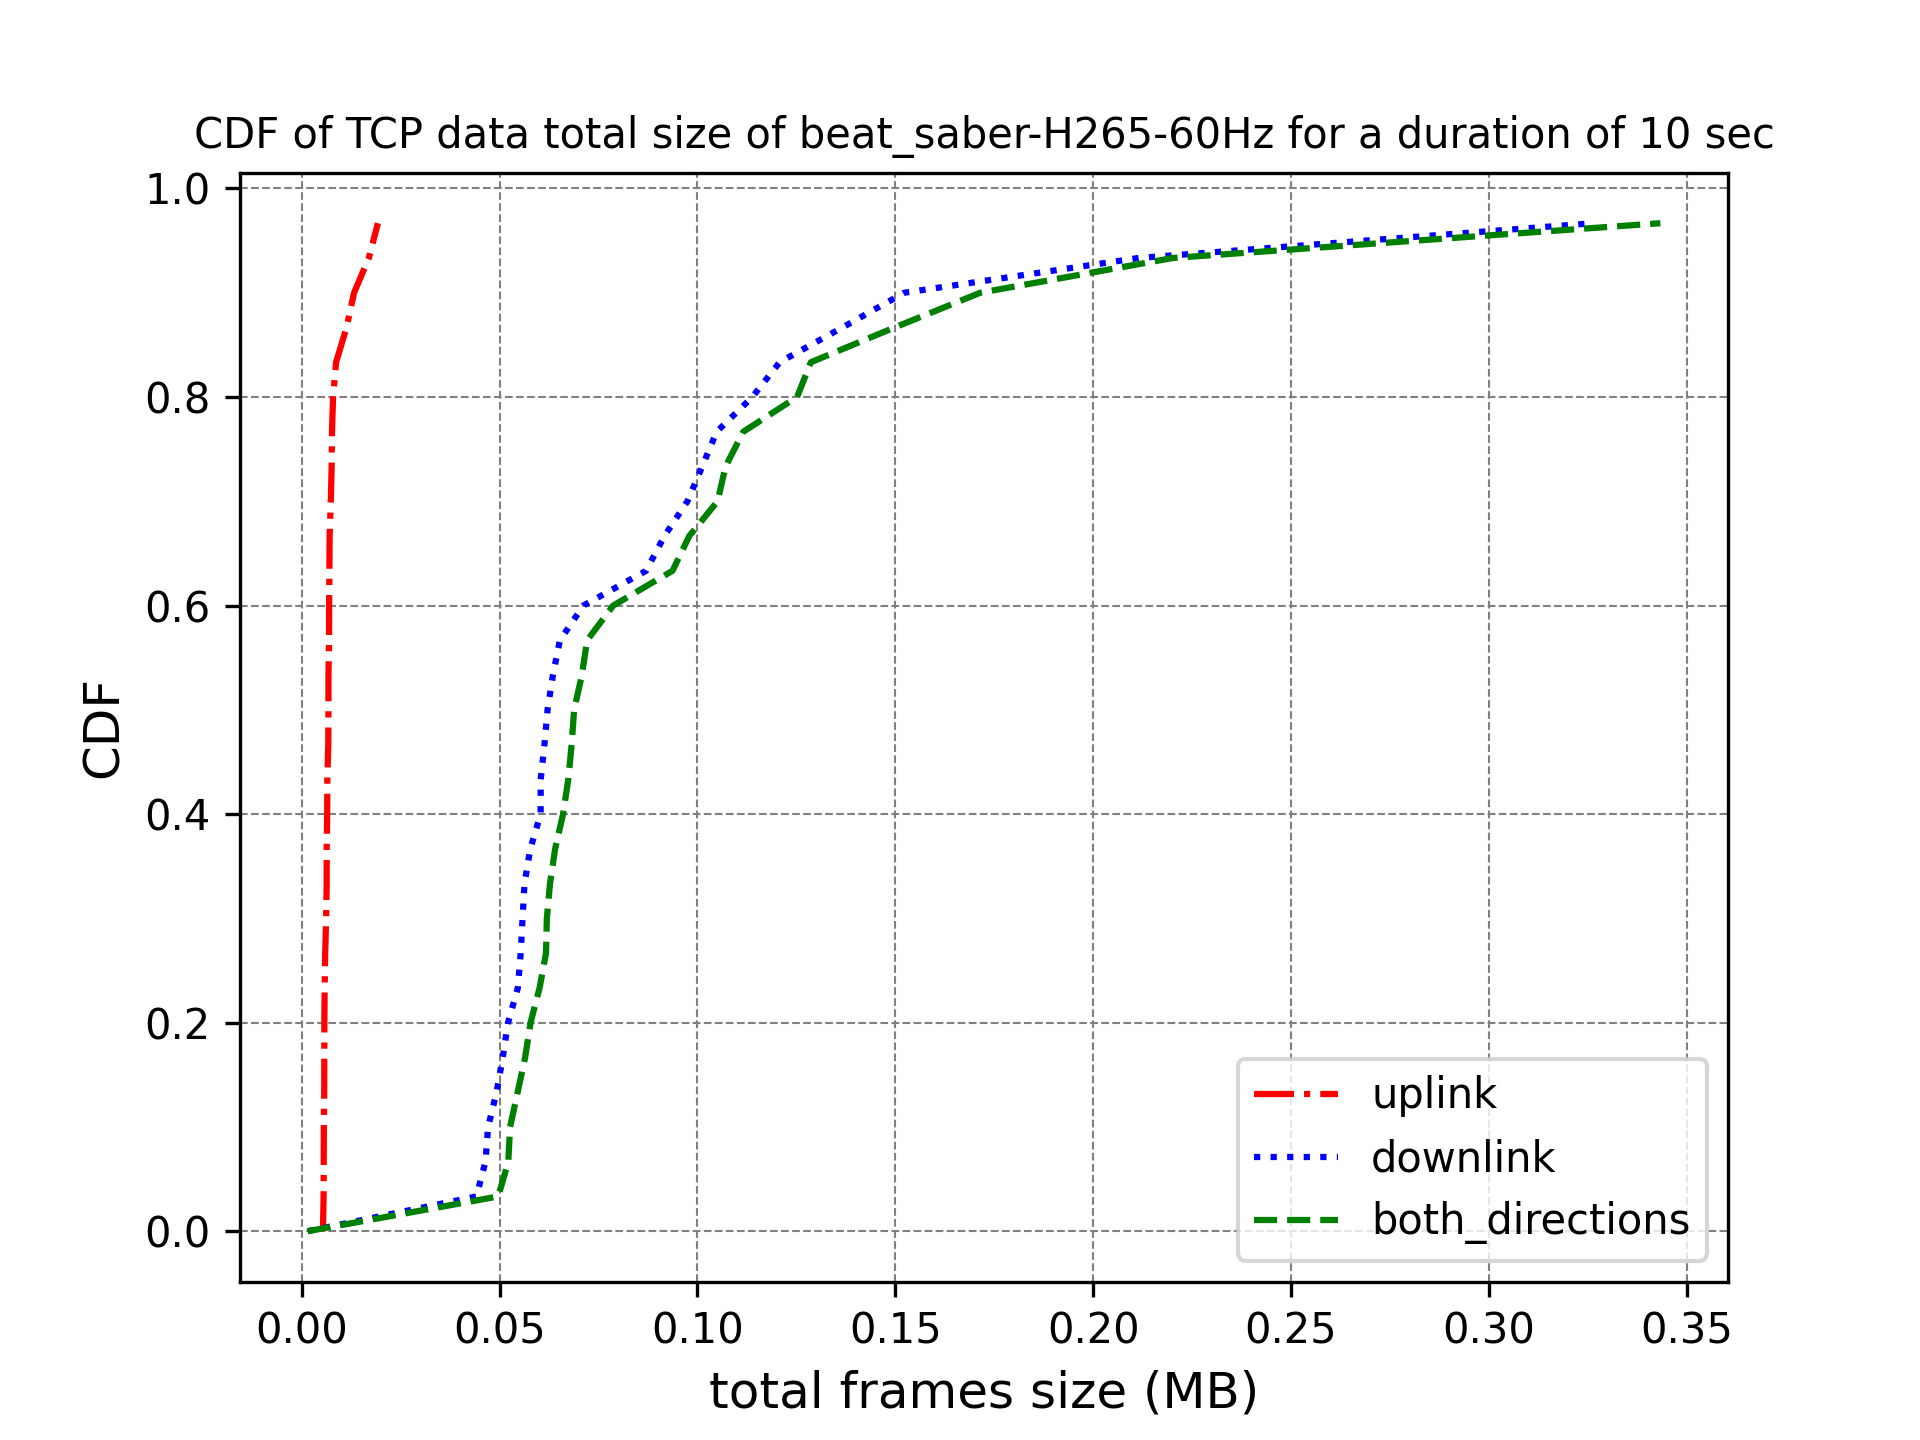 CDF of TCP data total size of beat_saber-H265-60Hz for a duration of 10 sec
1.0
0.8
0.6
0.4
0.2
0.0
CDF
uplink
downlink
both_directions
0.00 0.05 0.10 0.15 0.20 0.25 0.30 0.35
total frames size (MB)